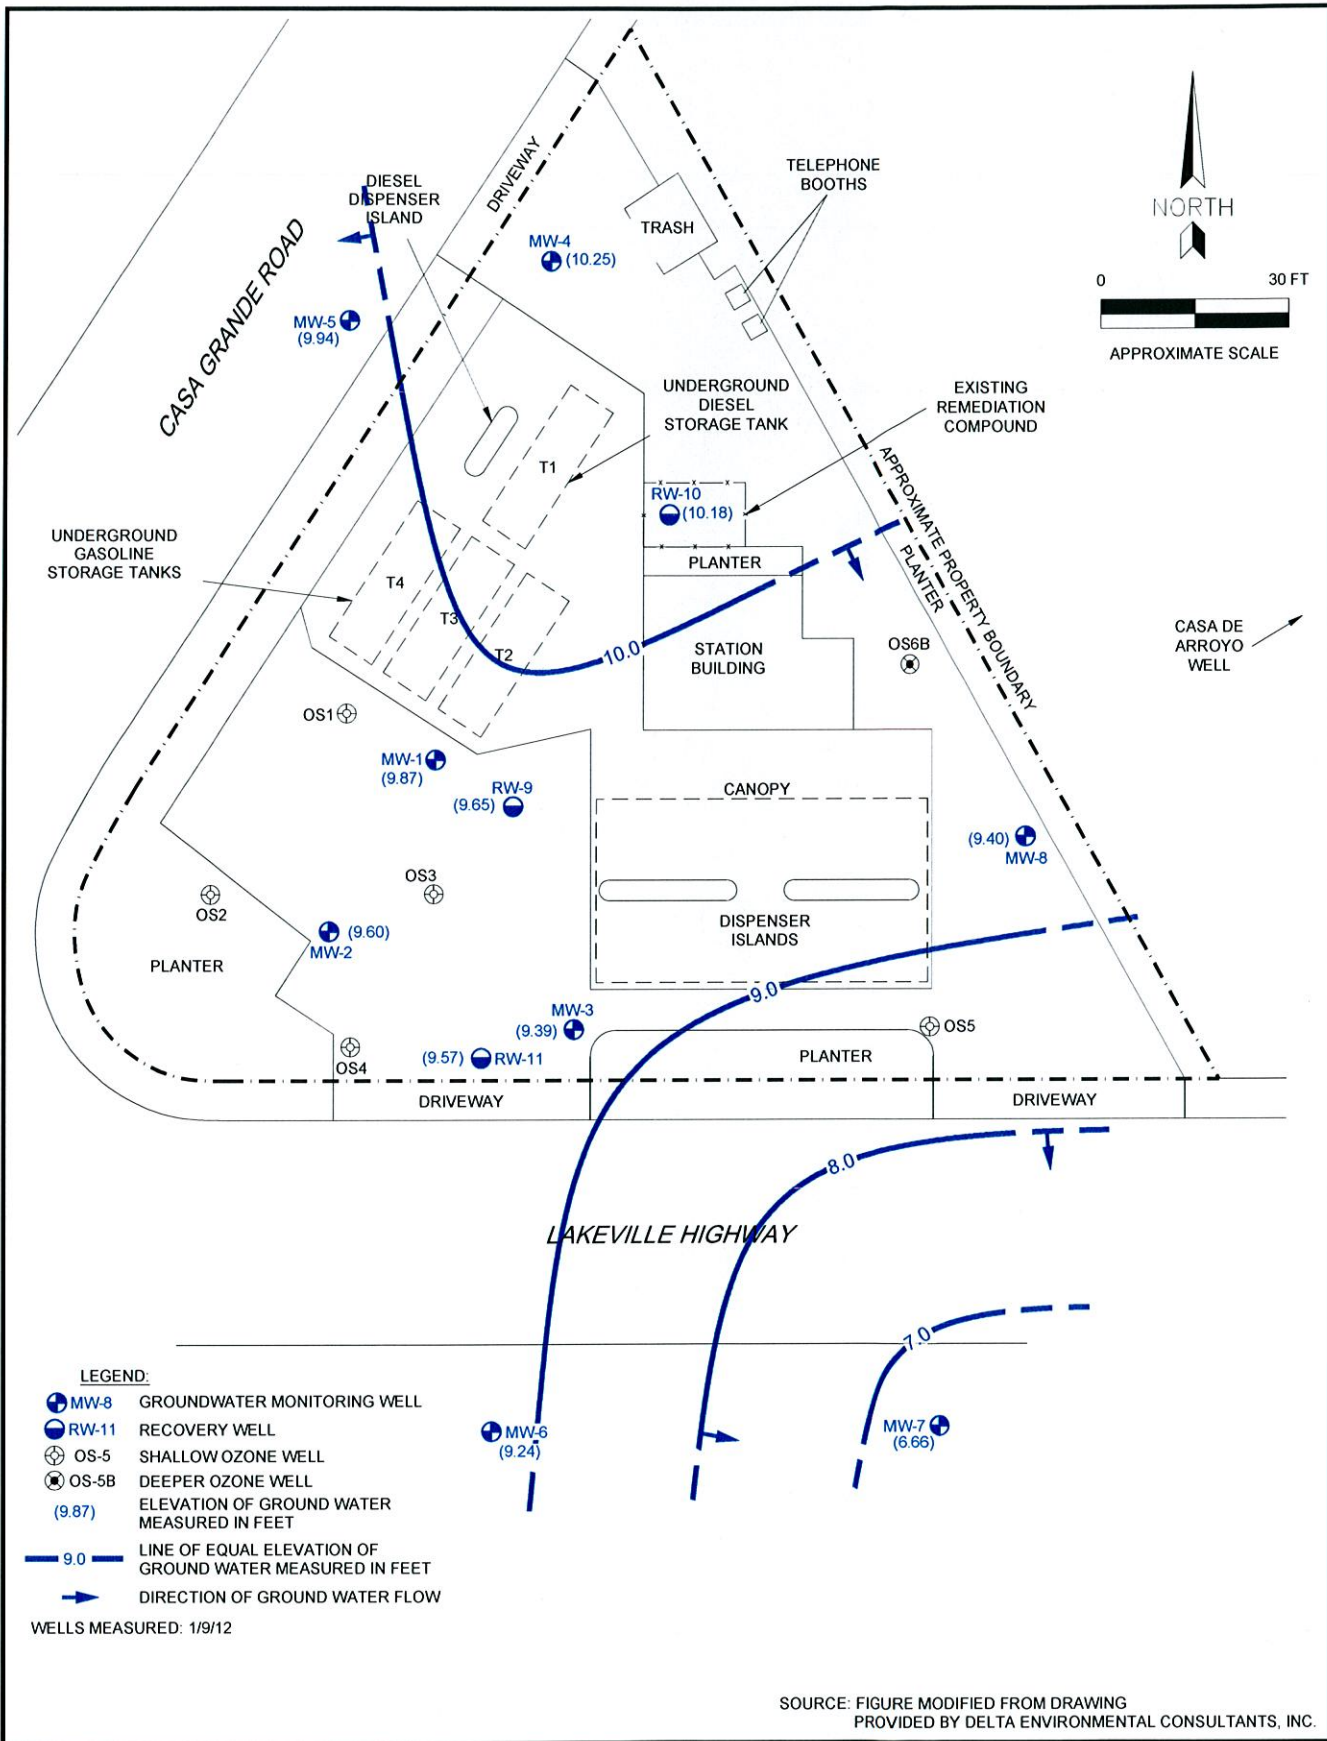 DRIVEWAY
TELEPHONE
BOOTHS
DIESEL
DISPENSER
ISLAND
TRASH
NORTH
MW-4
(10.25)
0 30 FT
APPROXIMATE SCALE
CASA GRANDE ROAD
MW-5
(9.94)
UNDERGROUND
DIESEL
STORAGE TANK
EXISTING
REMEDIATION
COMPOUND
T1
RW-10
(10.18)
APPROXIMATE PROPERTY BOUNDARY
UNDERGROUND
GASOLINE
STORAGE TANKS
PLANTER
PLANTER
T4
T3
T2
10.0
STATION
BUILDING
OS6B
CASA DE
ARROYO
WELL
OS1
MW-1
(9.87)
RW-9
(9.65)
CANOPY
(9.40)
MW-8
OS3
OS2
DISPENSER
ISLANDS
(9.60)
MW-2
PLANTER
9.0
MW-3
(9.39)
OS5
OS4
(9.57) RW-11
PLANTER
DRIVEWAY
DRIVEWAY
8.0
LAKEVILLE HIGHWAY
7.0
MW-6
(9.24)
MW-7
(6.66)
LEGEND:
MW-8 GROUNDWATER MONITORING WELL
RW-11 RECOVERY WELL
OS-5 SHALLOW OZONE WELL
OS-5B DEEPER OZONE WELL
(9.87) ELEVATION OF GROUND WATER
MEASURED IN FEET
9.0 LINE OF EQUAL ELEVATION OF
GROUND WATER MEASURED IN FEET
DIRECTION OF GROUND WATER FLOW
WELLS MEASURED: 1/9/12
SOURCE: FIGURE MODIFIED FROM DRAWING
PROVIDED BY DELTA ENVIRONMENTAL CONSULTANTS, INC.